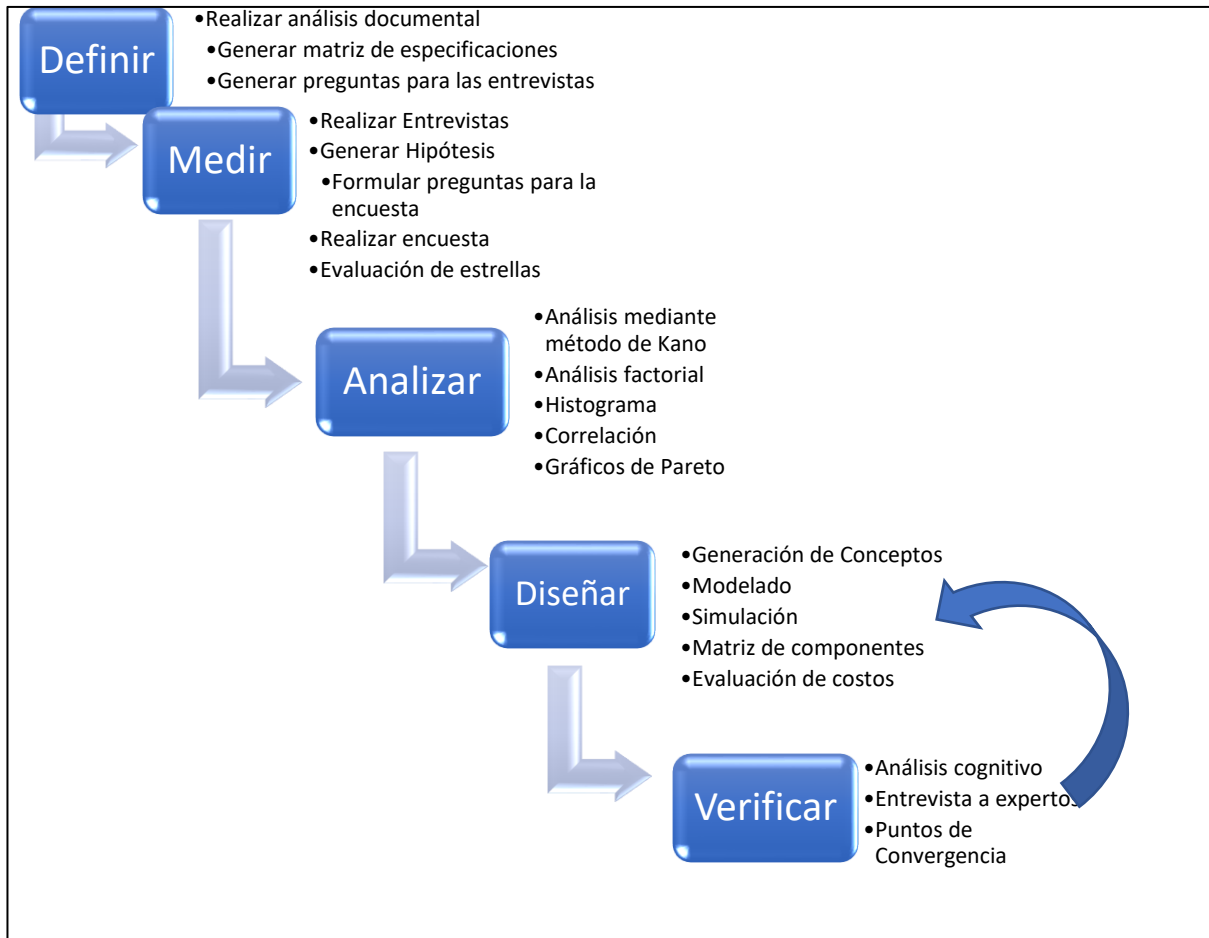 Definir
•Realizar análisis documental
•Generar matriz de especificaciones
•Generar preguntas para las entrevistas
Medir
•Realizar Entrevistas
•Generar Hipótesis
•Formular preguntas para la
encuesta
•Realizar encuesta
•Evaluación de estrellas
Analizar
•Análisis mediante
método de Kano
•Análisis factorial
•Histograma
•Correlación
•Gráficos de Pareto
Diseñar
•Generación de Conceptos
•Modelado
•Simulación
•Matriz de componentes
•Evaluación de costos
Verificar
•Análisis cognitivo
•Entrevista a expertos
•Puntos de
Convergencia